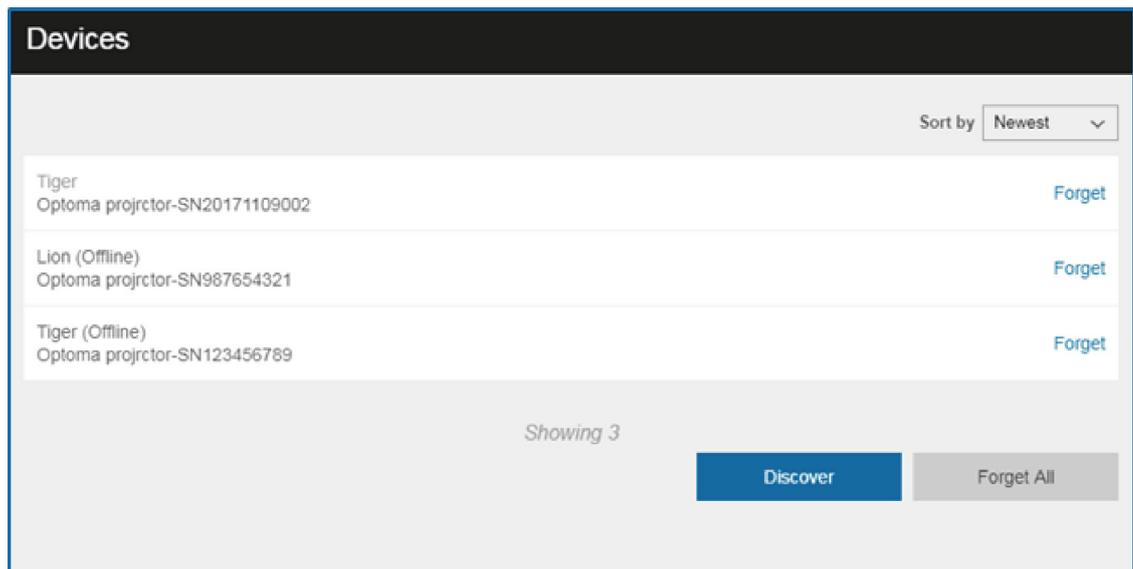 Devices
Sort by Newest
Tiger
Optoma projrctor-SN20171109002
Forget
Lion (Offline)
Optoma projrctor-SN987654321
Forget
Tiger (Offline)
Optoma projrctor-SN123456789
Forget
Showing 3
Discover
Forget All